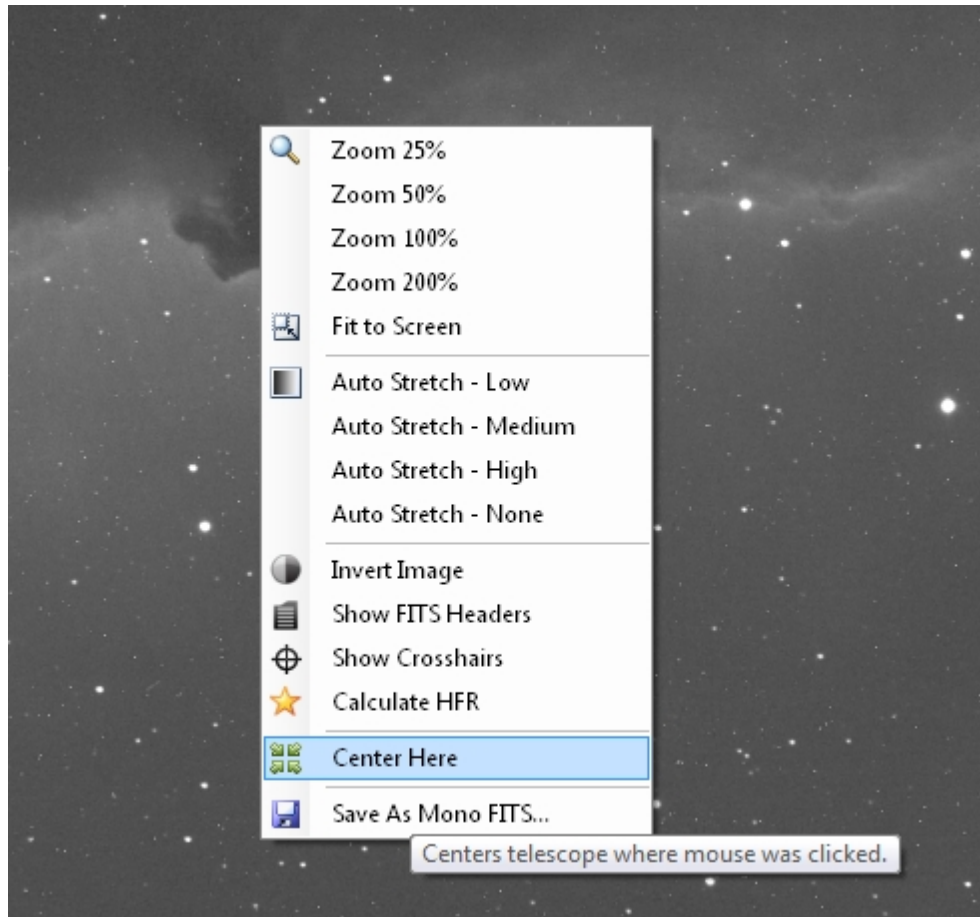 Zoom 25%
Zoom 50%
Zoom 100%
Zoom 200%
Fit to Screen
Auto Stretch - Low
Auto Stretch - Medium
Auto Stretch - High
Auto Stretch - None
Invert Image
Show FITS Headers
Show Crosshairs
Calculate HFR
Center Here
Save As Mono FITS...
Centers telescope where mouse was clicked.